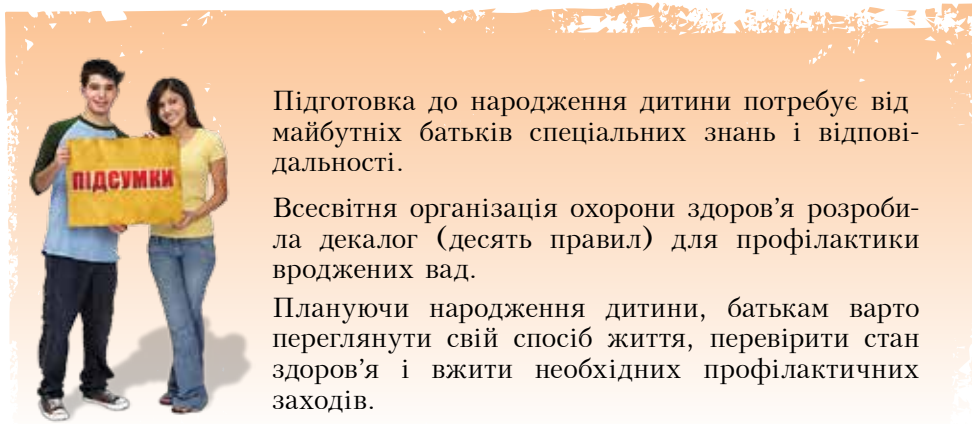 ПІДСУМКИ
Підготовка до народження дитини потребує від
майбутніх батьків спеціальних знань і відпові-
дальності.
Всесвітня організація охорони здоров’я розроби-
ла декалог (десять правил) для профілактики
вроджених вад.
Плануючи народження дитини, батькам варто
переглянути свій спосіб життя, перевірити стан
здоров’я і вжити необхідних профілактичних
заходів.